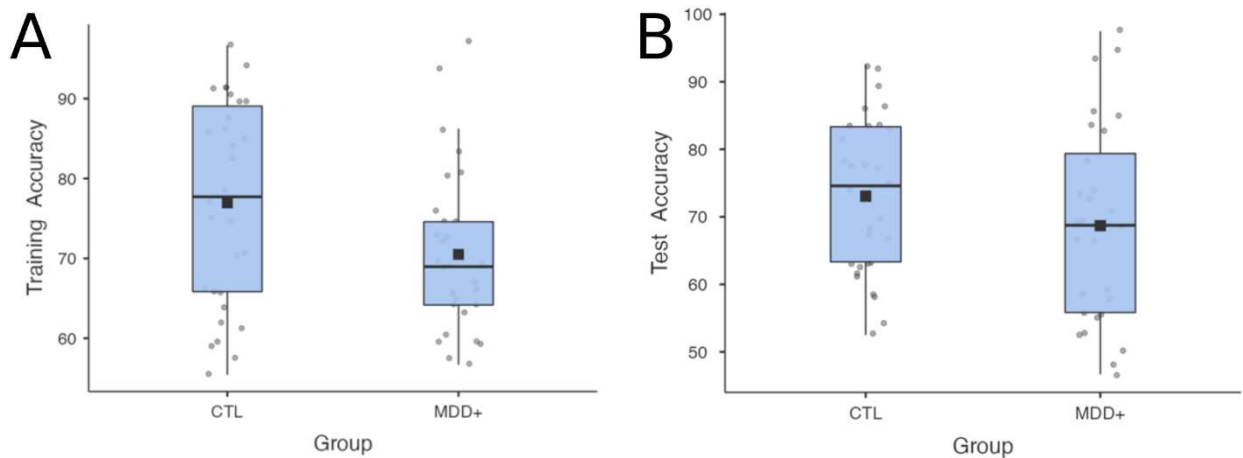 A
Training Accuracy
90
80
70
60
CTL
MDD+
Group
B
Test Accuracy
100
90
80
70
60
50
CTL
MDD+
Group